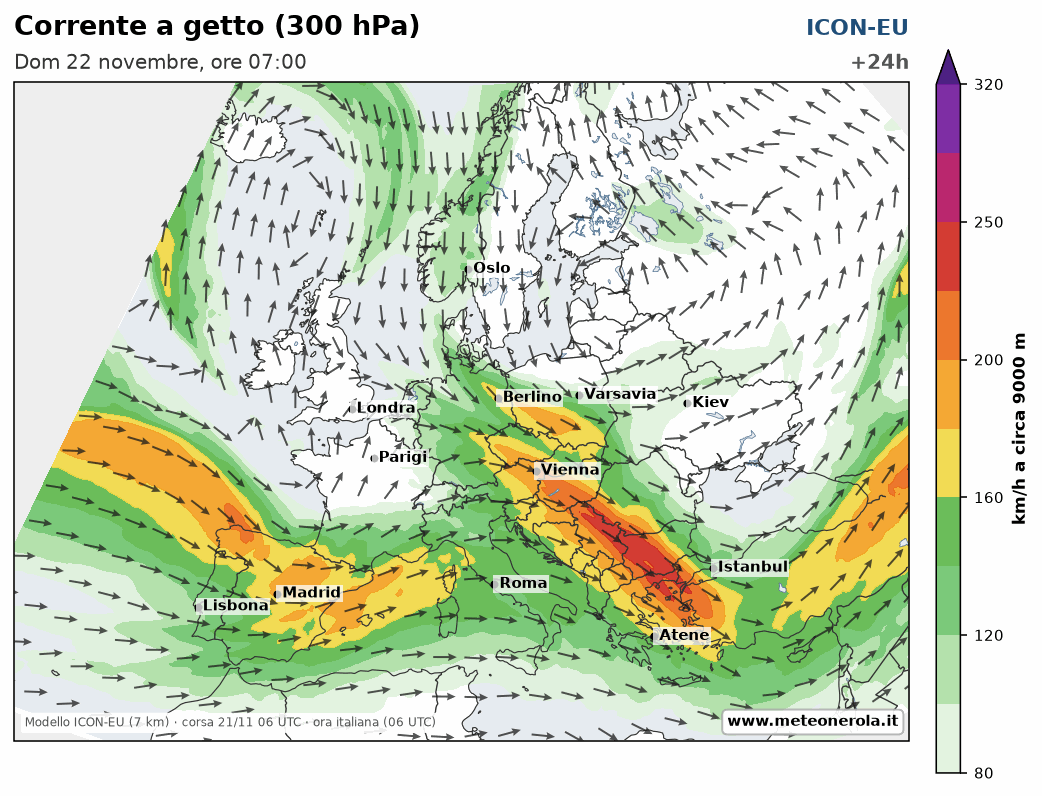 Corrente a getto (300 hPa)
ICON-EU
Dom 22 novembre, ore 07:00
+24h
320
250
200
160
120
80
km/h a circa 9000 m
Oslo
Berlino
Varsavia
Kiev
Londra
Parigi
Vienna
Istanbul
Roma
Madrid
Lisbona
Atene
Modello ICON-EU (7 km) · corsa 21/11 06 UTC · ora italiana (06 UTC)
www.meteonerola.it